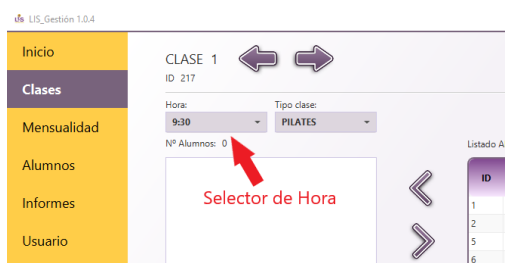 LIS_Gestión 1.0.4
Inicio
Clases
Mensualidad
Alumnos
Informes
Usuario
CLASE 1
ID 217
Hora:
Tipo clase:
9:30
PILATES
Nº Alumnos: 0
Selector de Hora
Listado A
ID
1
2
5
6